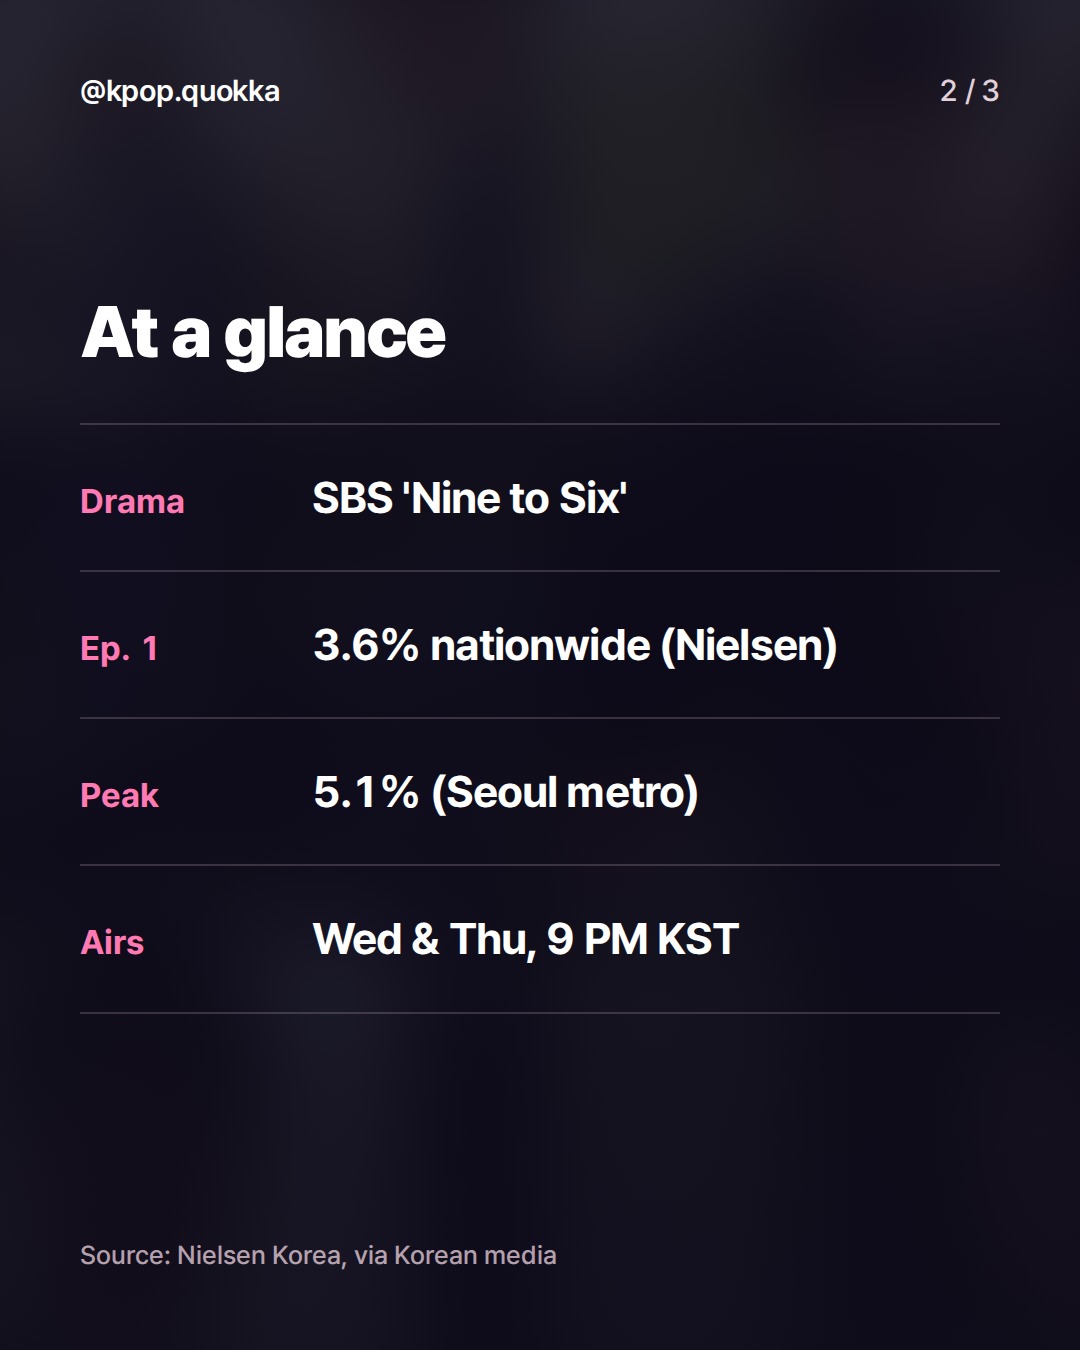 @kpop.quokka
2 / 3
At a glance
Drama SBS 'Nine to Six'
Ep. 1 3.6% nationwide (Nielsen)
Peak 5.1% (Seoul metro)
Airs Wed & Thu, 9 PM KST
Source: Nielsen Korea, via Korean media